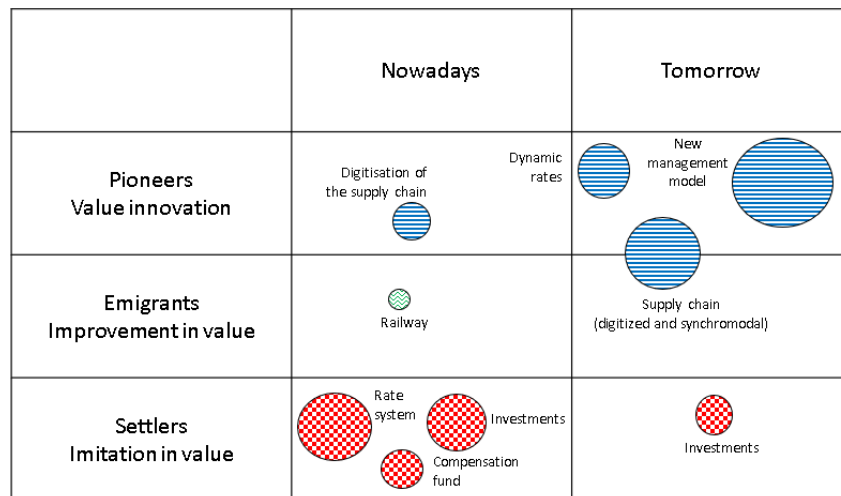 Nowadays
Tomorrow
Pioneers
Value innovation
Digitisation of
the supply chain
Dynamic
rates
New
management
model
Emigrants
Improvement in value
Railway
Supply chain
(digitized and synchromodal)
Settlers
Imitation in value
Rate
system
Investments
Compensation
fund
Investments